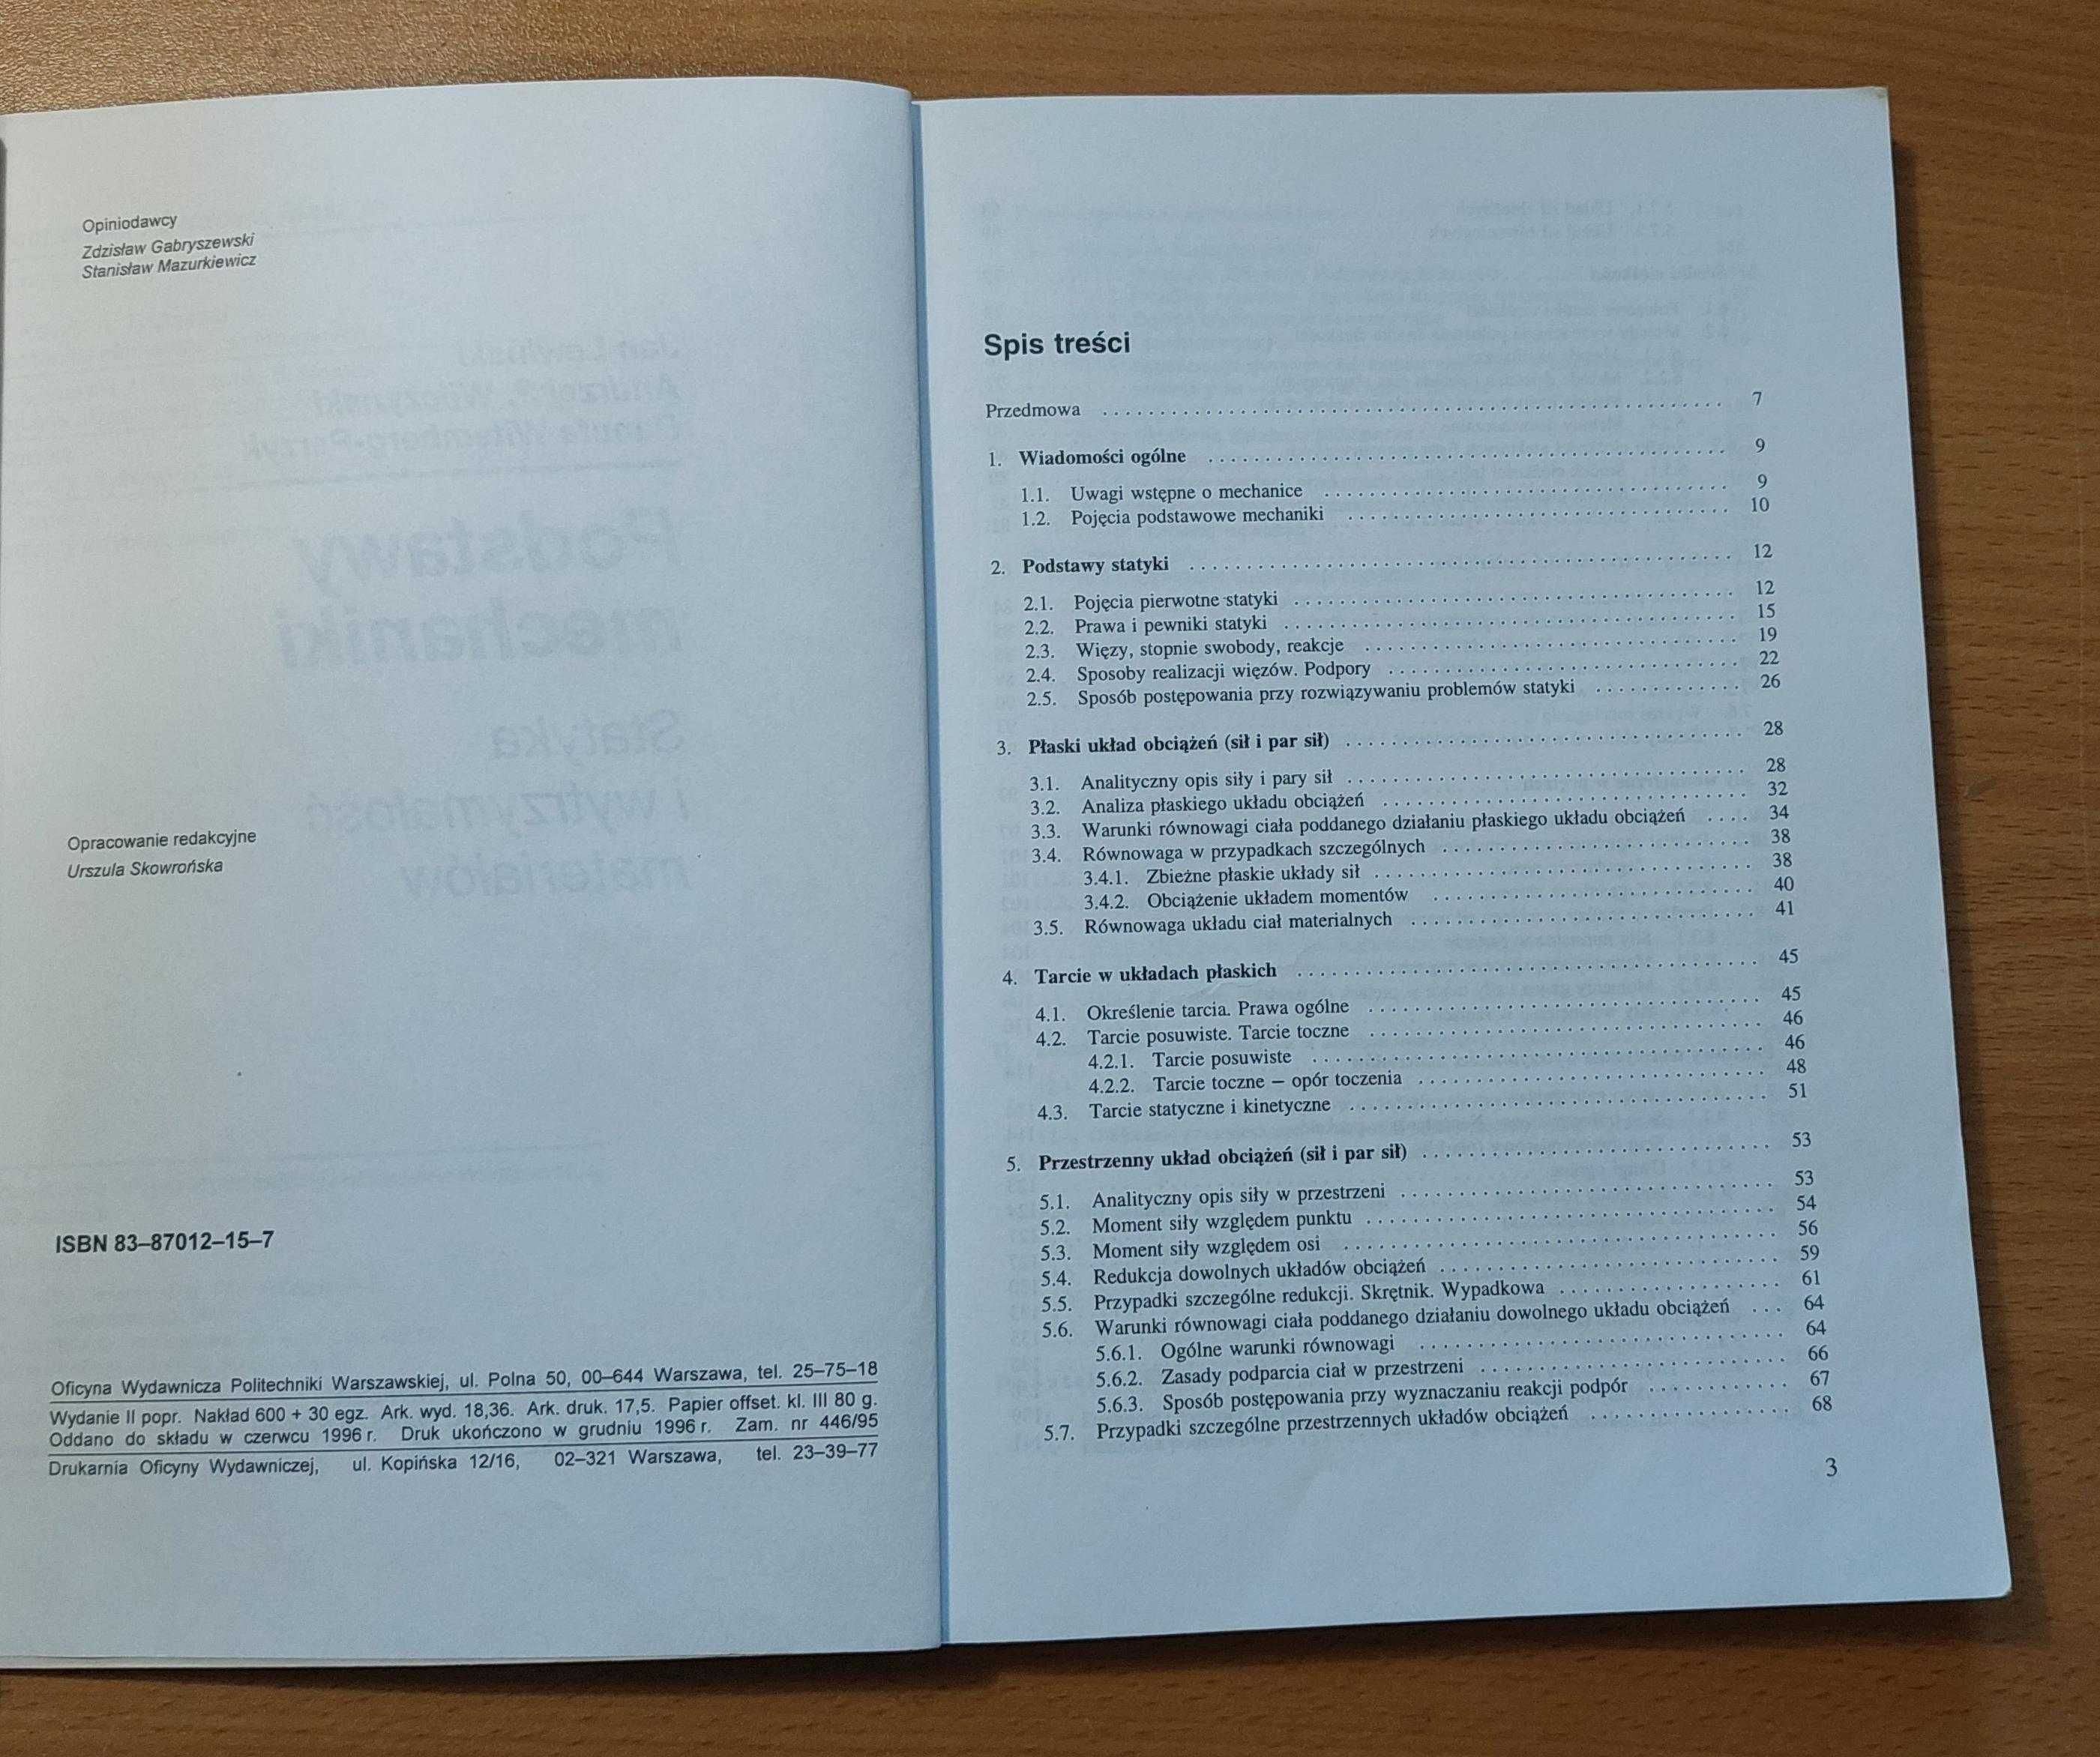 Opiniodawcy
Zdzisław Gabryszewski
Stanisław Mazurkiewicz
Opracowanie redakcyjne
Urszula Skowrońska
ISBN 83–87012–15–7
Oficyna Wydawnicza Politechniki Warszawskiej, ul. Polna 50, 00–644 Warszawa, tel. 25–75–18
Wydanie II popr. Nakład 600 + 30 egz. Ark. wyd. 18,36. Ark. druk. 17,5. Papier offset. kl. III 80 g.
Oddano do składu w czerwcu 1996 r. Druk ukończono w grudniu 1996 r. Zam. nr 446/95
Drukarnia Oficyny Wydawniczej, ul. Kopińska 12/16, 02–321 Warszawa, tel. 23–39–77
Spis treści
Przedmowa 7
1. Wiadomości ogólne 9
1.1. Uwagi wstępne o mechanice 9
1.2. Pojęcia podstawowe mechaniki 10
2. Podstawy statyki 12
2.1. Pojęcia pierwotne statyki 12
2.2. Prawa i pewniki statyki 15
2.3. Więzy, stopnie swobody, reakcje 19
2.4. Sposoby realizacji więzów. Podpory 22
2.5. Sposób postępowania przy rozwiązywaniu problemów statyki 26
3. Płaski układ obciążeń (sił i par sił) 28
3.1. Analityczny opis siły i pary sił 28
3.2. Analiza płaskiego układu obciążeń 32
3.3. Warunki równowagi ciała poddanego działaniu płaskiego układu obciążeń 34
3.4. Równowaga w przypadkach szczególnych 38
3.4.1. Zbieżne płaskie układy sił 38
3.4.2. Obciążenie układem momentów 40
3.5. Równowaga układu ciał materialnych 41
4. Tarcie w układach płaskich 45
4.1. Określenie tarcia. Prawa ogólne 45
4.2. Tarcie posuwiste. Tarcie toczne 46
4.2.1. Tarcie posuwiste 46
4.2.2. Tarcie toczne – opór toczenia 48
4.3. Tarcie statyczne i kinetyczne 51
5. Przestrzenny układ obciążeń (sił i par sił) 53
5.1. Analityczny opis siły w przestrzeni 53
5.2. Moment siły względem punktu 54
5.3. Moment siły względem osi 56
5.4. Redukcja dowolnych układów obciążeń 59
5.5. Przypadki szczególne redukcji. Skrętnik. Wypadkowa 61
5.6. Warunki równowagi ciała poddanego działaniu dowolnego układu obciążeń 64
5.6.1. Ogólne warunki równowagi 64
5.6.2. Zasady podparcia ciał w przestrzeni 66
5.6.3. Sposób postępowania przy wyznaczaniu reakcji podpór 67
5.7. Przypadki szczególne przestrzennych układów obciążeń 68
3